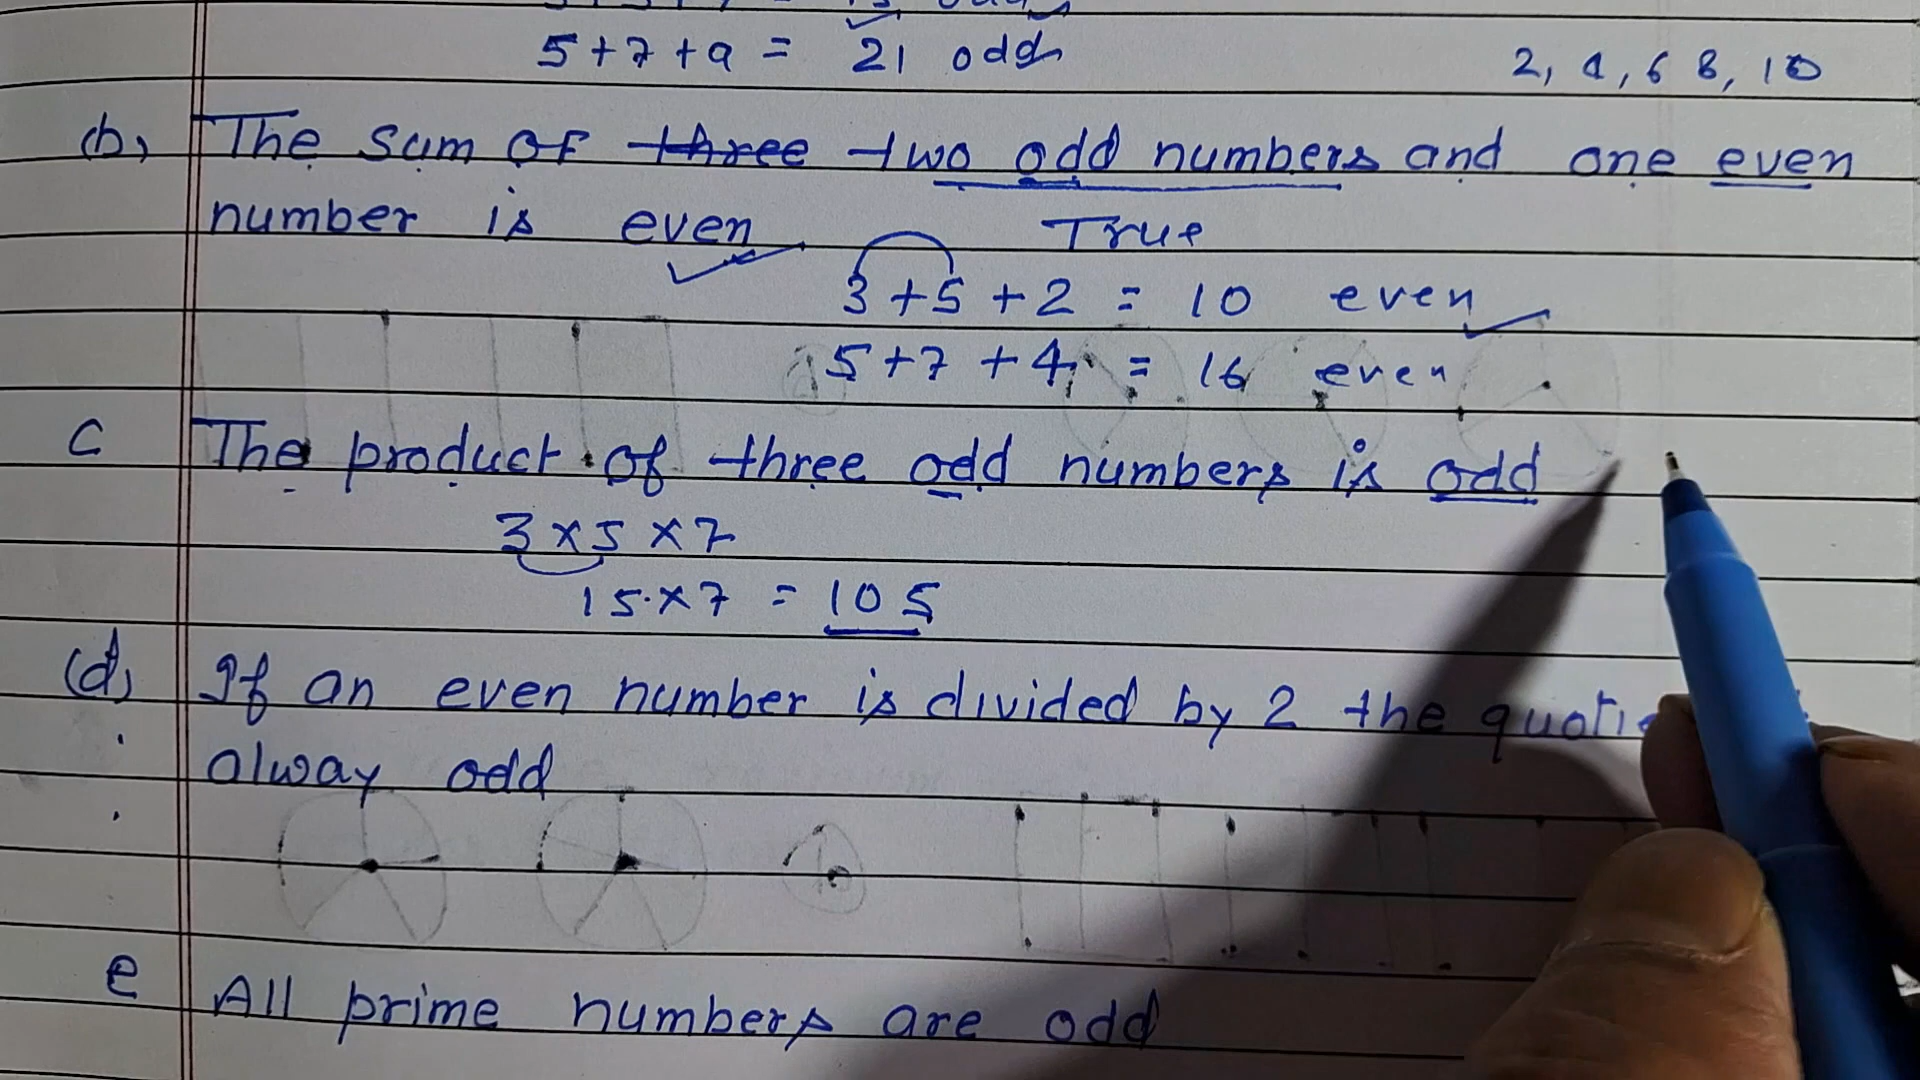 5+7+9 = 21 odd
2, 4, 6 8, 10
(b) The sum of three two odd numbers and one even
number is even True
3+5+2 = 10 even
5+7+4 = 16 even
c The product of three odd numbers is odd
3×5×7
15×7 = 105
(d) If an even number is divided by 2 the
alway odd
e All prime numbers are odd